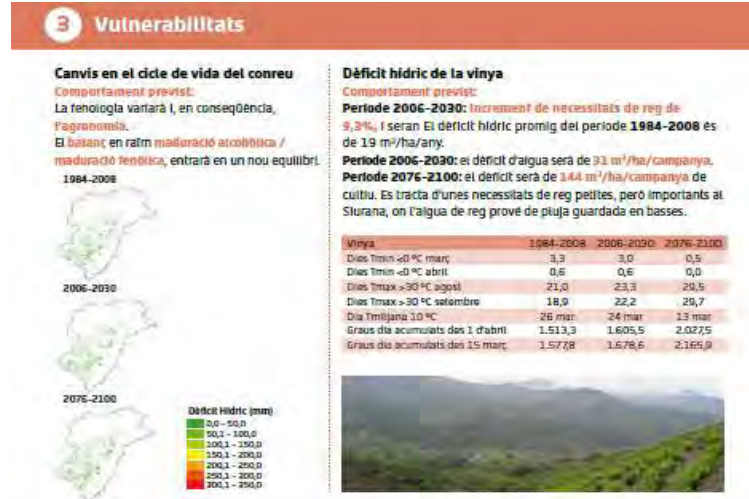 3 Vulnerabilitats
Canvis en el cicle de vida del conreu
Comportament previst:
La fenologia variarà i, en conseqüència,
l'agronomia.
El balanç en raïm maduració alcohòlica /
maduració fenòlica, entrarà en un nou equilibri.
1984-2008
2006-2030
2076-2100
Dèficit Hídric (mm)
0,0 - 50,0
50,1 - 100,0
100,1 - 150,0
150,1 - 200,0
200,1 - 250,0
250,1 - 300,0
300,1 - 350,0
Dèficit hídric de la vinya
Comportament previst:
Període 2006-2030: Increment de necessitats de reg de
9,3%, i seran El dèficit hídric promig del període 1984-2008 és
de 19 m³/ha/any.
Període 2006-2030: el dèficit d'aigua serà de 31 m³/ha/campanya.
Període 2076-2100: el dèficit serà de 144 m³/ha/campanya de
cultiu. Es tracta d'unes necessitats de reg petites, però importants al
Siurana, on l'aigua de reg prové de pluja guardada en basses.
Vinya 1984-2008 2006-2030 2076-2100
Dies Tmin <0 ºC març 3,3 3,0 0,5
Dies Tmin <0 ºC abril 0,6 0,6 0,0
Dies Tmax >30 ºC agost 21,0 23,3 29,5
Dies Tmax >30 ºC setembre 18,9 22,2 29,7
Dia Tmitjana 10 ºC 26 mar 24 mar 13 mar
Graus dia acumulats des 1 d'abril 1.513,3 1.605,5 2.027,5
Graus dia acumulats des 15 març 1.577,8 1.678,6 2.165,9